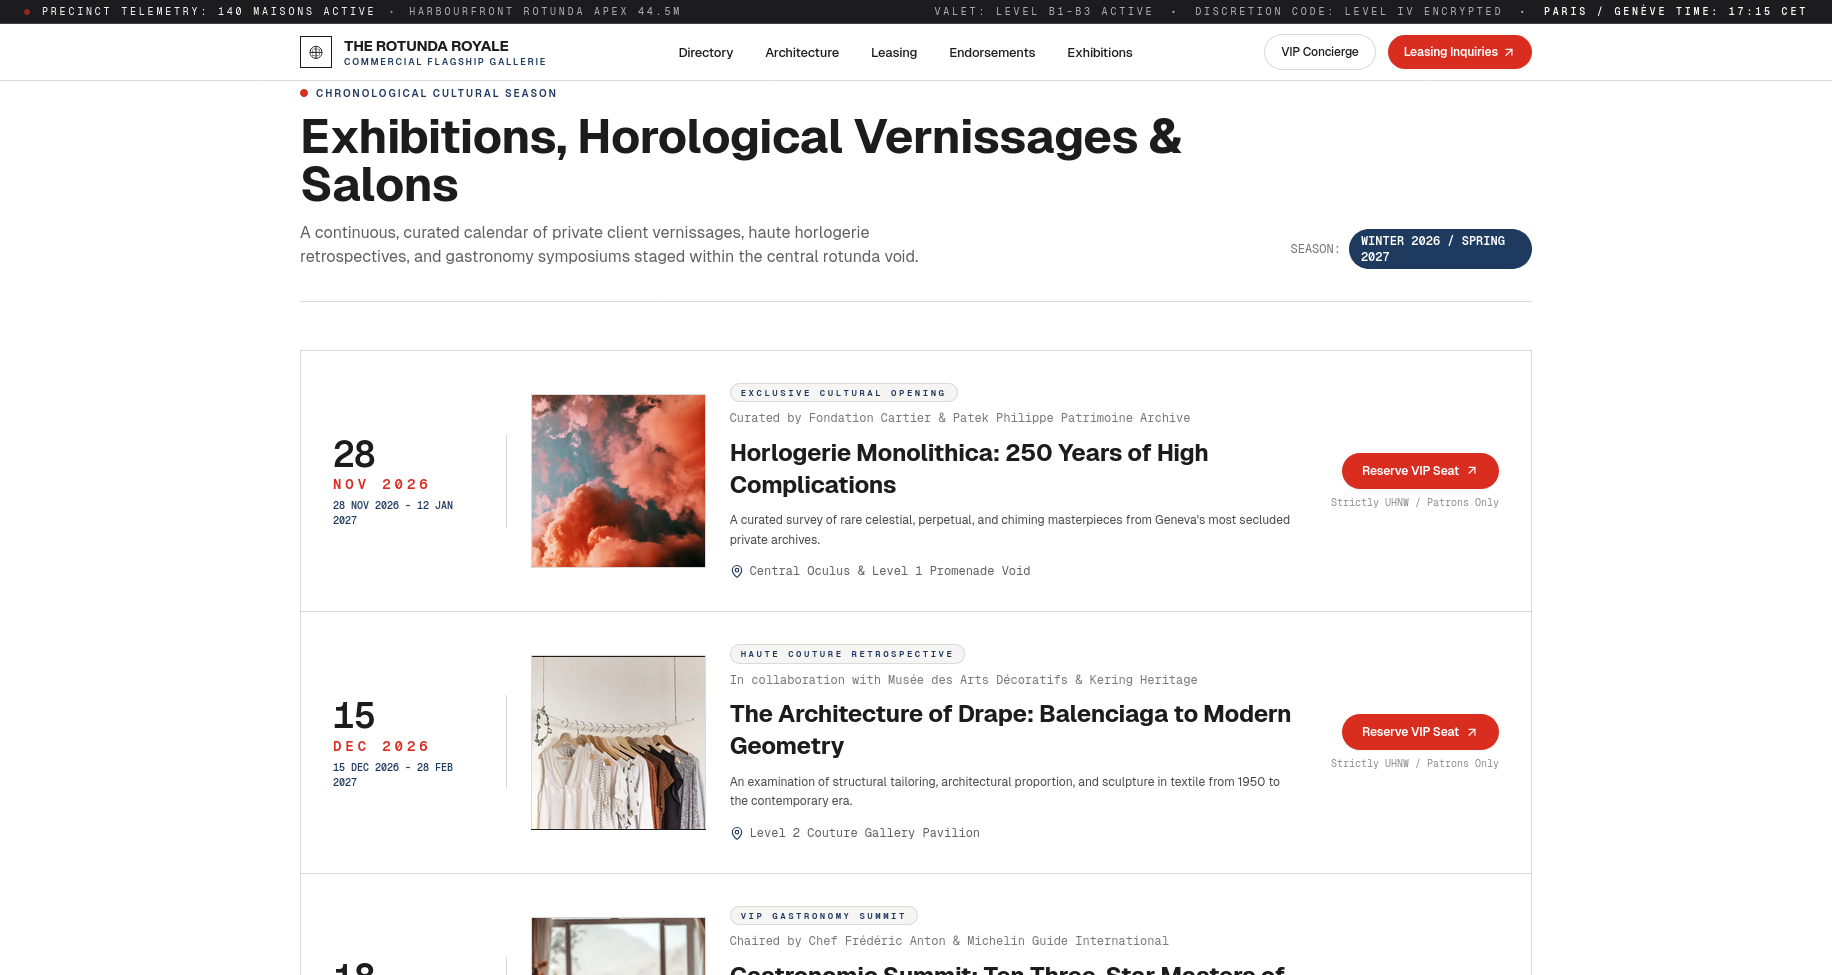 PRECINCT TELEMETRY: 140 MAISONS ACTIVE · HARBOURFRONT ROTUNDA APEX 44.5M
VALET: LEVEL B1–B3 ACTIVE · DISCRETION CODE: LEVEL IV ENCRYPTED · PARIS / GENÈVE TIME: 17:15 CET
THE ROTUNDA ROYALE
COMMERCIAL FLAGSHIP GALLERIE
Directory
Architecture
Leasing
Endorsements
Exhibitions
VIP Concierge
Leasing Inquiries
CHRONOLOGICAL CULTURAL SEASON
Exhibitions, Horological Vernissages &
Salons
A continuous, curated calendar of private client vernissages, haute horlogerie
retrospectives, and gastronomy symposiums staged within the central rotunda void.
SEASON:
WINTER 2026 / SPRING
2027
28
NOV 2026
28 NOV 2026 – 12 JAN
2027
EXCLUSIVE CULTURAL OPENING
Curated by Fondation Cartier & Patek Philippe Patrimoine Archive
Horlogerie Monolithica: 250 Years of High
Complications
A curated survey of rare celestial, perpetual, and chiming masterpieces from Geneva's most secluded
private archives.
Central Oculus & Level 1 Promenade Void
Reserve VIP Seat
Strictly UHNW / Patrons Only
15
DEC 2026
15 DEC 2026 – 28 FEB
2027
HAUTE COUTURE RETROSPECTIVE
In collaboration with Musée des Arts Décoratifs & Kering Heritage
The Architecture of Drape: Balenciaga to Modern
Geometry
An examination of structural tailoring, architectural proportion, and sculpture in textile from 1950 to
the contemporary era.
Level 2 Couture Gallery Pavilion
Reserve VIP Seat
Strictly UHNW / Patrons Only
18
VIP GASTRONOMY SUMMIT
Chaired by Chef Frédéric Anton & Michelin Guide International
Gastronomic Summit: Ten Three-Star Masters of